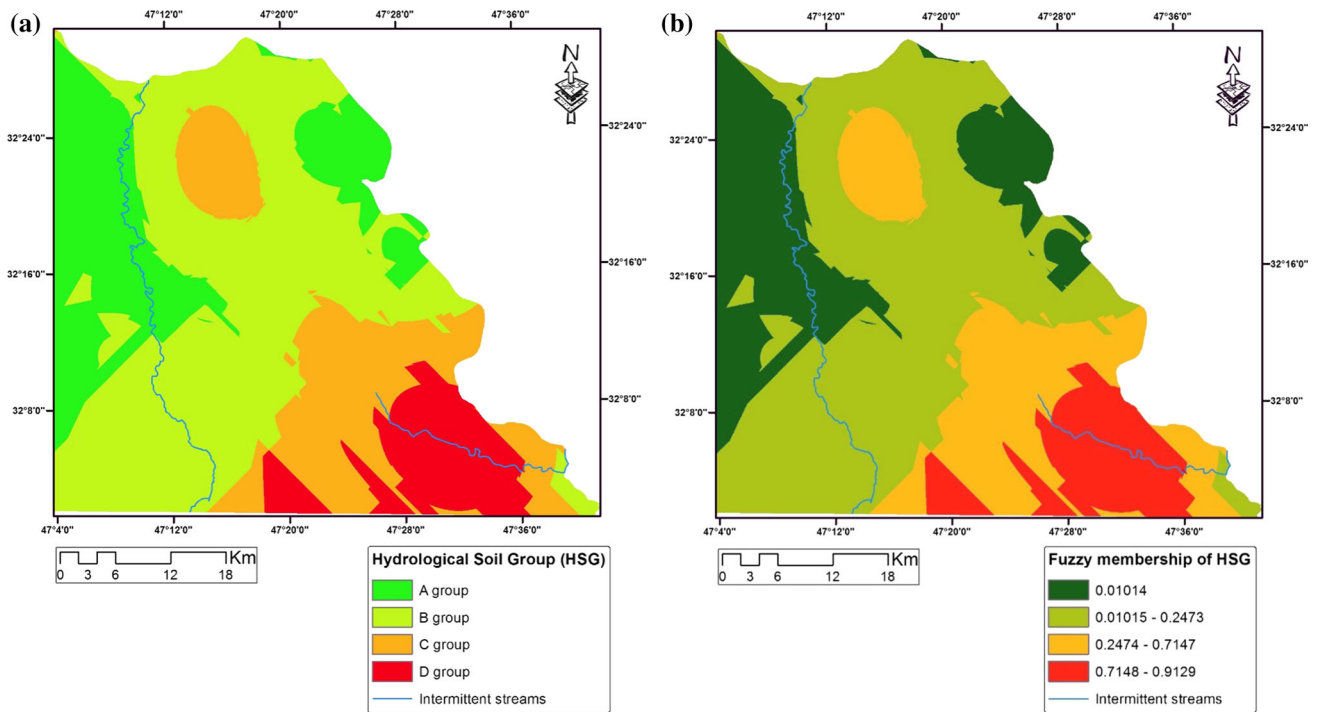 (a)
47°12'0" 47°20'0" 47°28'0" 47°36'0"
N
32°24'0"
32°24'0"
32°16'0"
32°16'0"
32°8'0"
32°8'0"
47°4'0" 47°12'0" 47°20'0" 47°28'0" 47°36'0"
Km
0 3 6 12 18
Hydrological Soil Group (HSG)
A group
B group
C group
D group
Intermittent streams
(b)
47°12'0" 47°20'0" 47°28'0" 47°36'0"
N
32°24'0"
32°24'0"
32°16'0"
32°16'0"
32°8'0"
32°8'0"
47°4'0" 47°12'0" 47°20'0" 47°28'0" 47°36'0"
Km
0 3 6 12 18
Fuzzy membership of HSG
0.01014
0.01015 - 0.2473
0.2474 - 0.7147
0.7148 - 0.9129
Intermittent streams